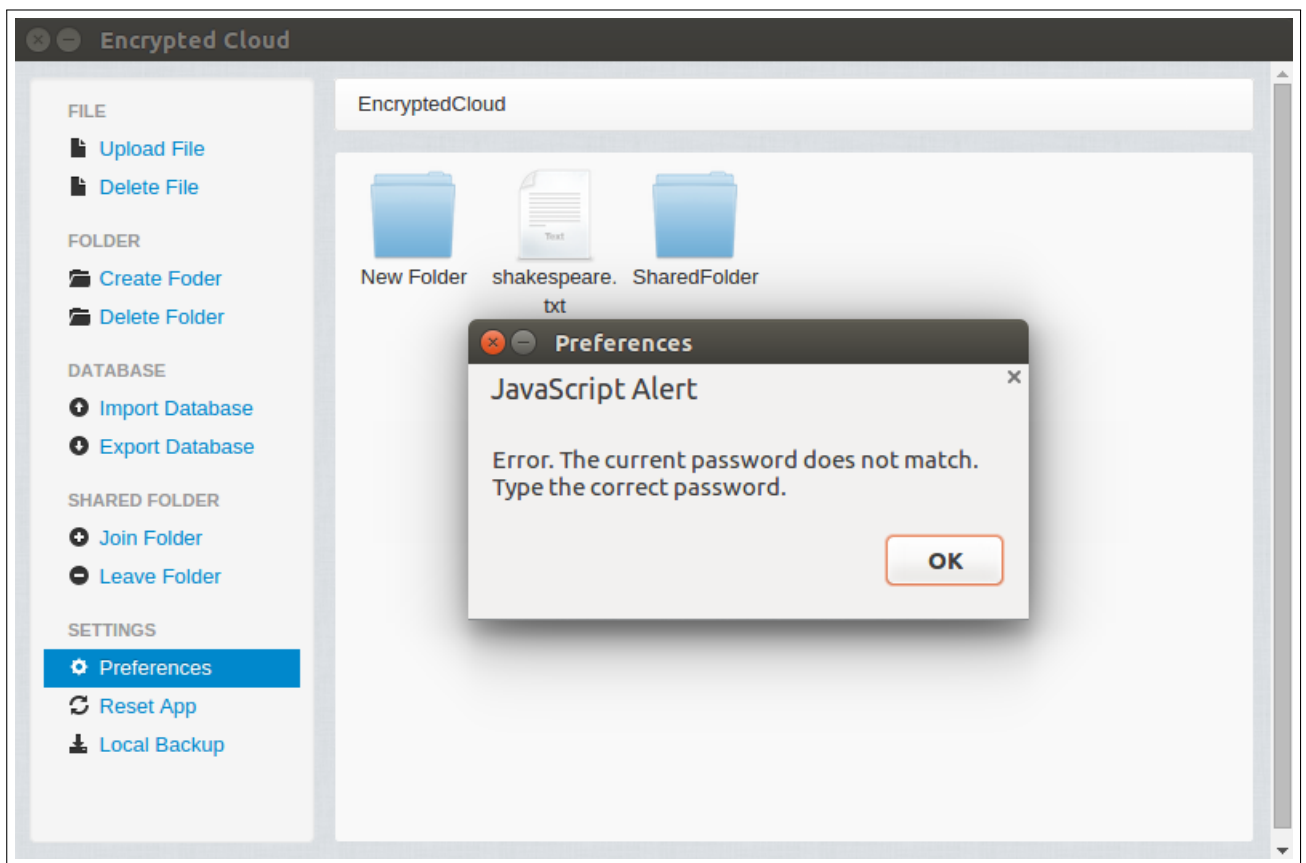 Encrypted Cloud
FILE
Upload File
Delete File
FOLDER
Create Foder
Delete Folder
DATABASE
Import Database
Export Database
SHARED FOLDER
Join Folder
Leave Folder
SETTINGS
Preferences
Reset App
Local Backup
EncryptedCloud
Text
New Folder
shakespeare.
txt
SharedFolder
Preferences
JavaScript Alert
Error. The current password does not match.
Type the correct password.
OK